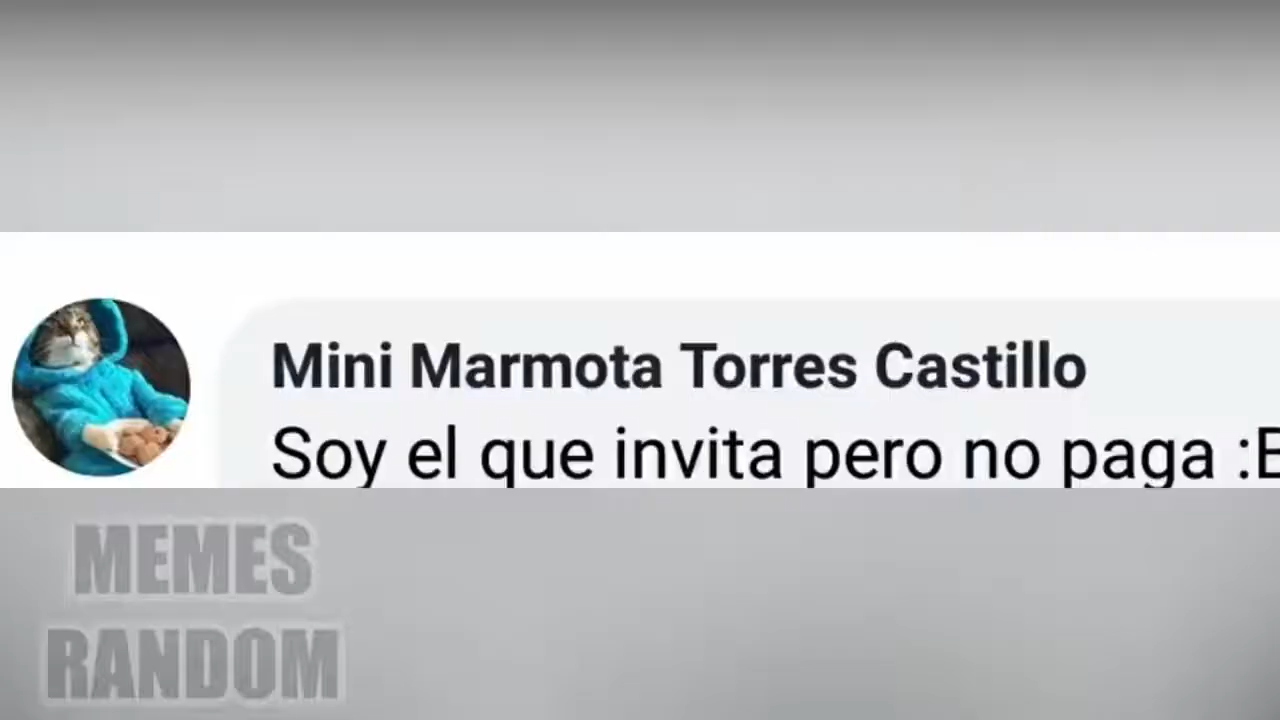 Mini Marmota Torres Castillo
Soy el que invita pero no paga :B
MEMES
RANDOM